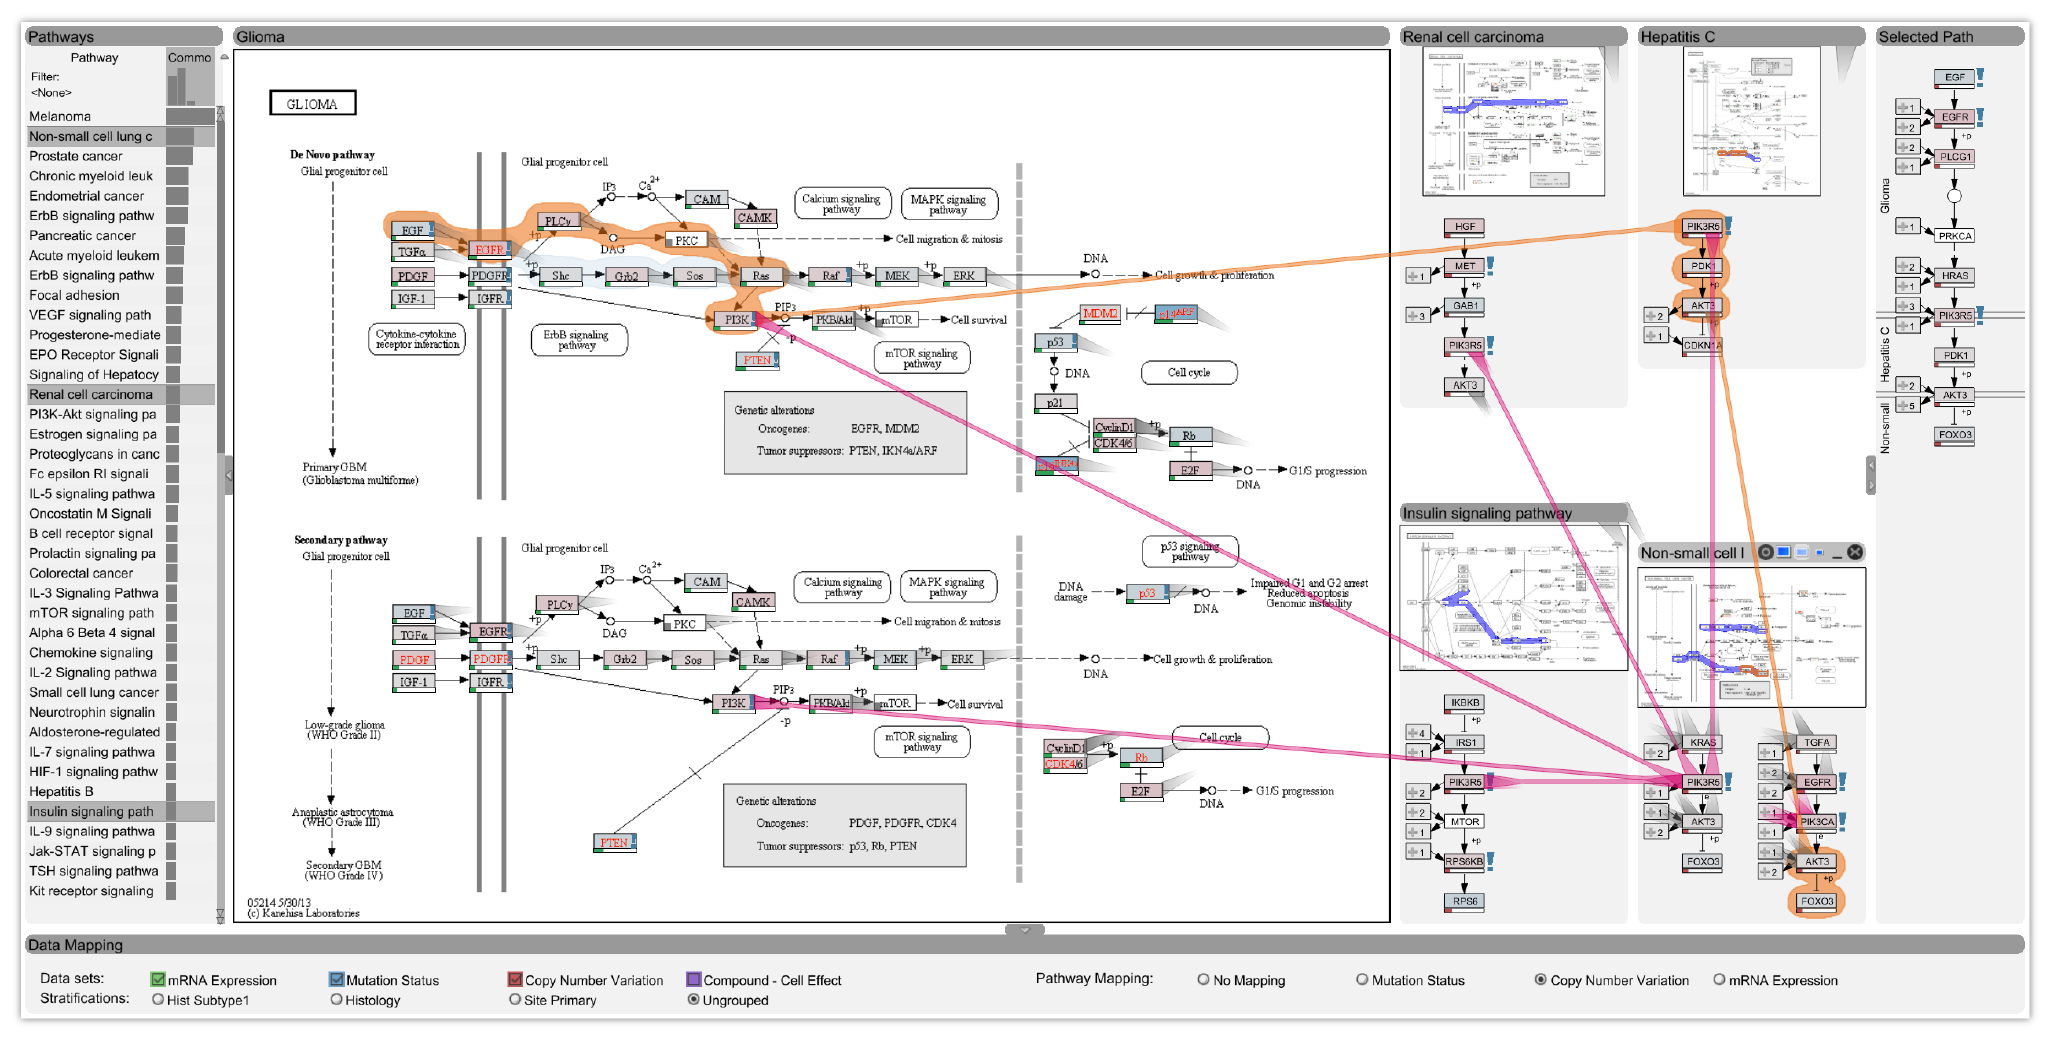 Pathways
Pathway
Commo
Filter:
<None>
Melanoma
Non-small cell lung c
Prostate cancer
Chronic myeloid leuk
Endometrial cancer
ErbB signaling pathw
Pancreatic cancer
Acute myeloid leukem
ErbB signaling pathw
Focal adhesion
VEGF signaling path
Progesterone-mediate
EPO Receptor Signali
Signaling of Hepatocy
Renal cell carcinoma
PI3K-Akt signaling pa
Estrogen signaling pa
Proteoglycans in canc
Fc epsilon RI signali
IL-5 signaling pathwa
Oncostatin M Signali
B cell receptor signal
Prolactin signaling pa
Colorectal cancer
IL-3 Signaling Pathwa
mTOR signaling path
Alpha 6 Beta 4 signal
Chemokine signaling
IL-2 Signaling pathwa
Small cell lung cancer
Neurotrophin signalin
Aldosterone-regulated
IL-7 signaling pathwa
HIF-1 signaling pathw
Hepatitis B
Insulin signaling path
IL-9 signaling pathwa
Jak-STAT signaling p
TSH signaling pathwa
Kit receptor signaling
Glioma
GLIOMA
De Novo pathway
Glial progenitor cell
Glial progenitor cell
IP3
Ca2+
CAM
CAMK
Calcium signaling
pathway
MAPK signaling
pathway
EGF
TGFα
EGFR
PLCγ
+p
DAG
PKC
Cell migration & mitosis
PDGF
PDGFR
+p
Shc
Grb2
Sos
Ras
Raf
+p
MEK
+p
ERK
DNA
Cell growth & proliferation
IGF-1
IGFR
PI3K
PIP3
PKB/Akt
+p
mTOR
Cell survival
-p
PTEN
Cytokine-cytokine
receptor interaction
ErbB signaling
pathway
mTOR signaling
pathway
MDM2
p14ARF
p53
DNA
Cell cycle
p21
CyclinD1
CDK4/6
+p
Rb
E2F
DNA
G1/S progression
Genetic alterations
Oncogenes: EGFR, MDM2
Tumor suppressors: PTEN, IKN4a/ARF
Primary GBM
(Glioblastoma multiforme)
Secondary pathway
Glial progenitor cell
Glial progenitor cell
IP3
Ca2+
CAM
CAMK
Calcium signaling
pathway
MAPK signaling
pathway
p53 signaling
pathway
EGF
TGFα
EGFR
PLCγ
+p
DAG
PKC
Cell migration & mitosis
DNA
damage
p53
DNA
Impaired G1 and G2 arrest
Reduced apoptosis
Genomic instability
PDGF
PDGFR
+p
Shc
Grb2
Sos
Ras
Raf
+p
MEK
+p
ERK
DNA
Cell growth & proliferation
IGF-1
IGFR
PI3K
PIP3
PKB/Akt
+p
mTOR
Cell survival
-p
mTOR signaling
pathway
Low-grade glioma
(WHO Grade II)
CyclinD1
CDK4/6
+p
Rb
Cell cycle
E2F
DNA
G1/S progression
Anaplastic astrocytoma
(WHO Grade III)
PTEN
Genetic alterations
Oncogenes: PDGF, PDGFR, CDK4
Tumor suppressors: p53, Rb, PTEN
Secondary GBM
(WHO Grade IV)
05214 5/30/13
(c) Kanehisa Laboratories
Renal cell carcinoma
HGF
MET
1
+p
GAB1
3
PIK3R5
AKT3
Hepatitis C
PIK3R5
PDK1
AKT3
2
+p
1
CDKN1A
Insulin signaling pathway
IKBKB
+p
4
IRS1
1
PIK3R5
2
2
MTOR
1
+p
1
RPS6KB
RPS6
Non-small cell l
KRAS
2
PIK3R5
1
e
1
AKT3
2
+p
FOXO3
TGFA
1
2
EGFR
2
1
PIK3CA
e
1
AKT3
2
+p
FOXO3
Selected Path
Glioma
Hepatitis C
Non-small
EGF
1
EGFR
2
+p
2
PLCG1
1
1
PRKCA
2
HRAS
1
3
PIK3R5
1
PDK1
+p
2
AKT3
5
+p
FOXO3
Data Mapping
Data sets:
mRNA Expression
Mutation Status
Copy Number Variation
Compound - Cell Effect
Pathway Mapping:
No Mapping
Mutation Status
Copy Number Variation
mRNA Expression
Stratifications:
Hist Subtype1
Histology
Site Primary
Ungrouped